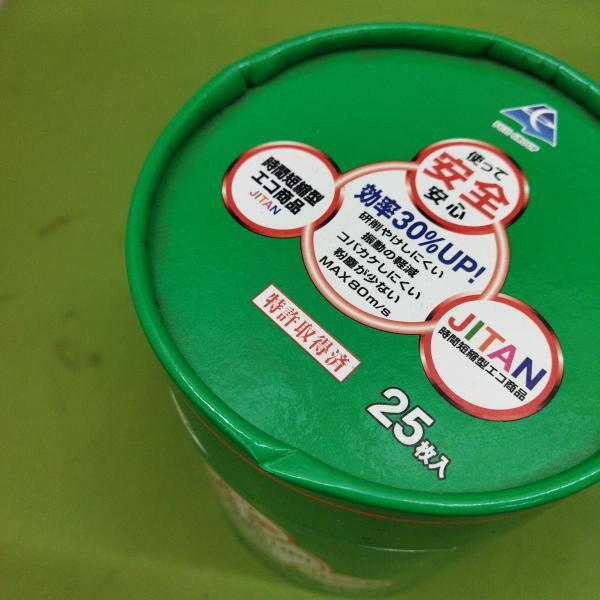 FUJI GROUP
使って
安全
安心
時間短縮型
エコ商品
JITAN
効率30%UP!
研削やけしにくい
振動の軽減
コバカケしにくい
粉塵が少ない
MAX80m/s
JITAN
時間短縮型エコ商品
特許取得済
25枚入